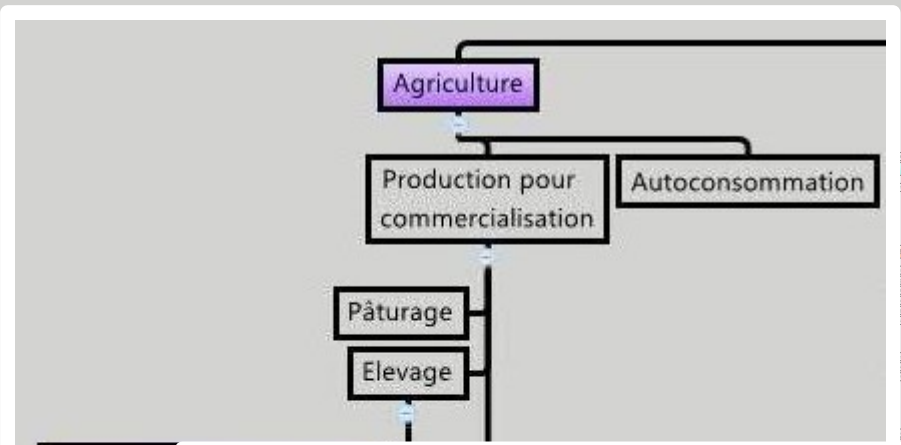 Agriculture
Production pour
commercialisation
Autoconsommation
Pâturage
Elevage